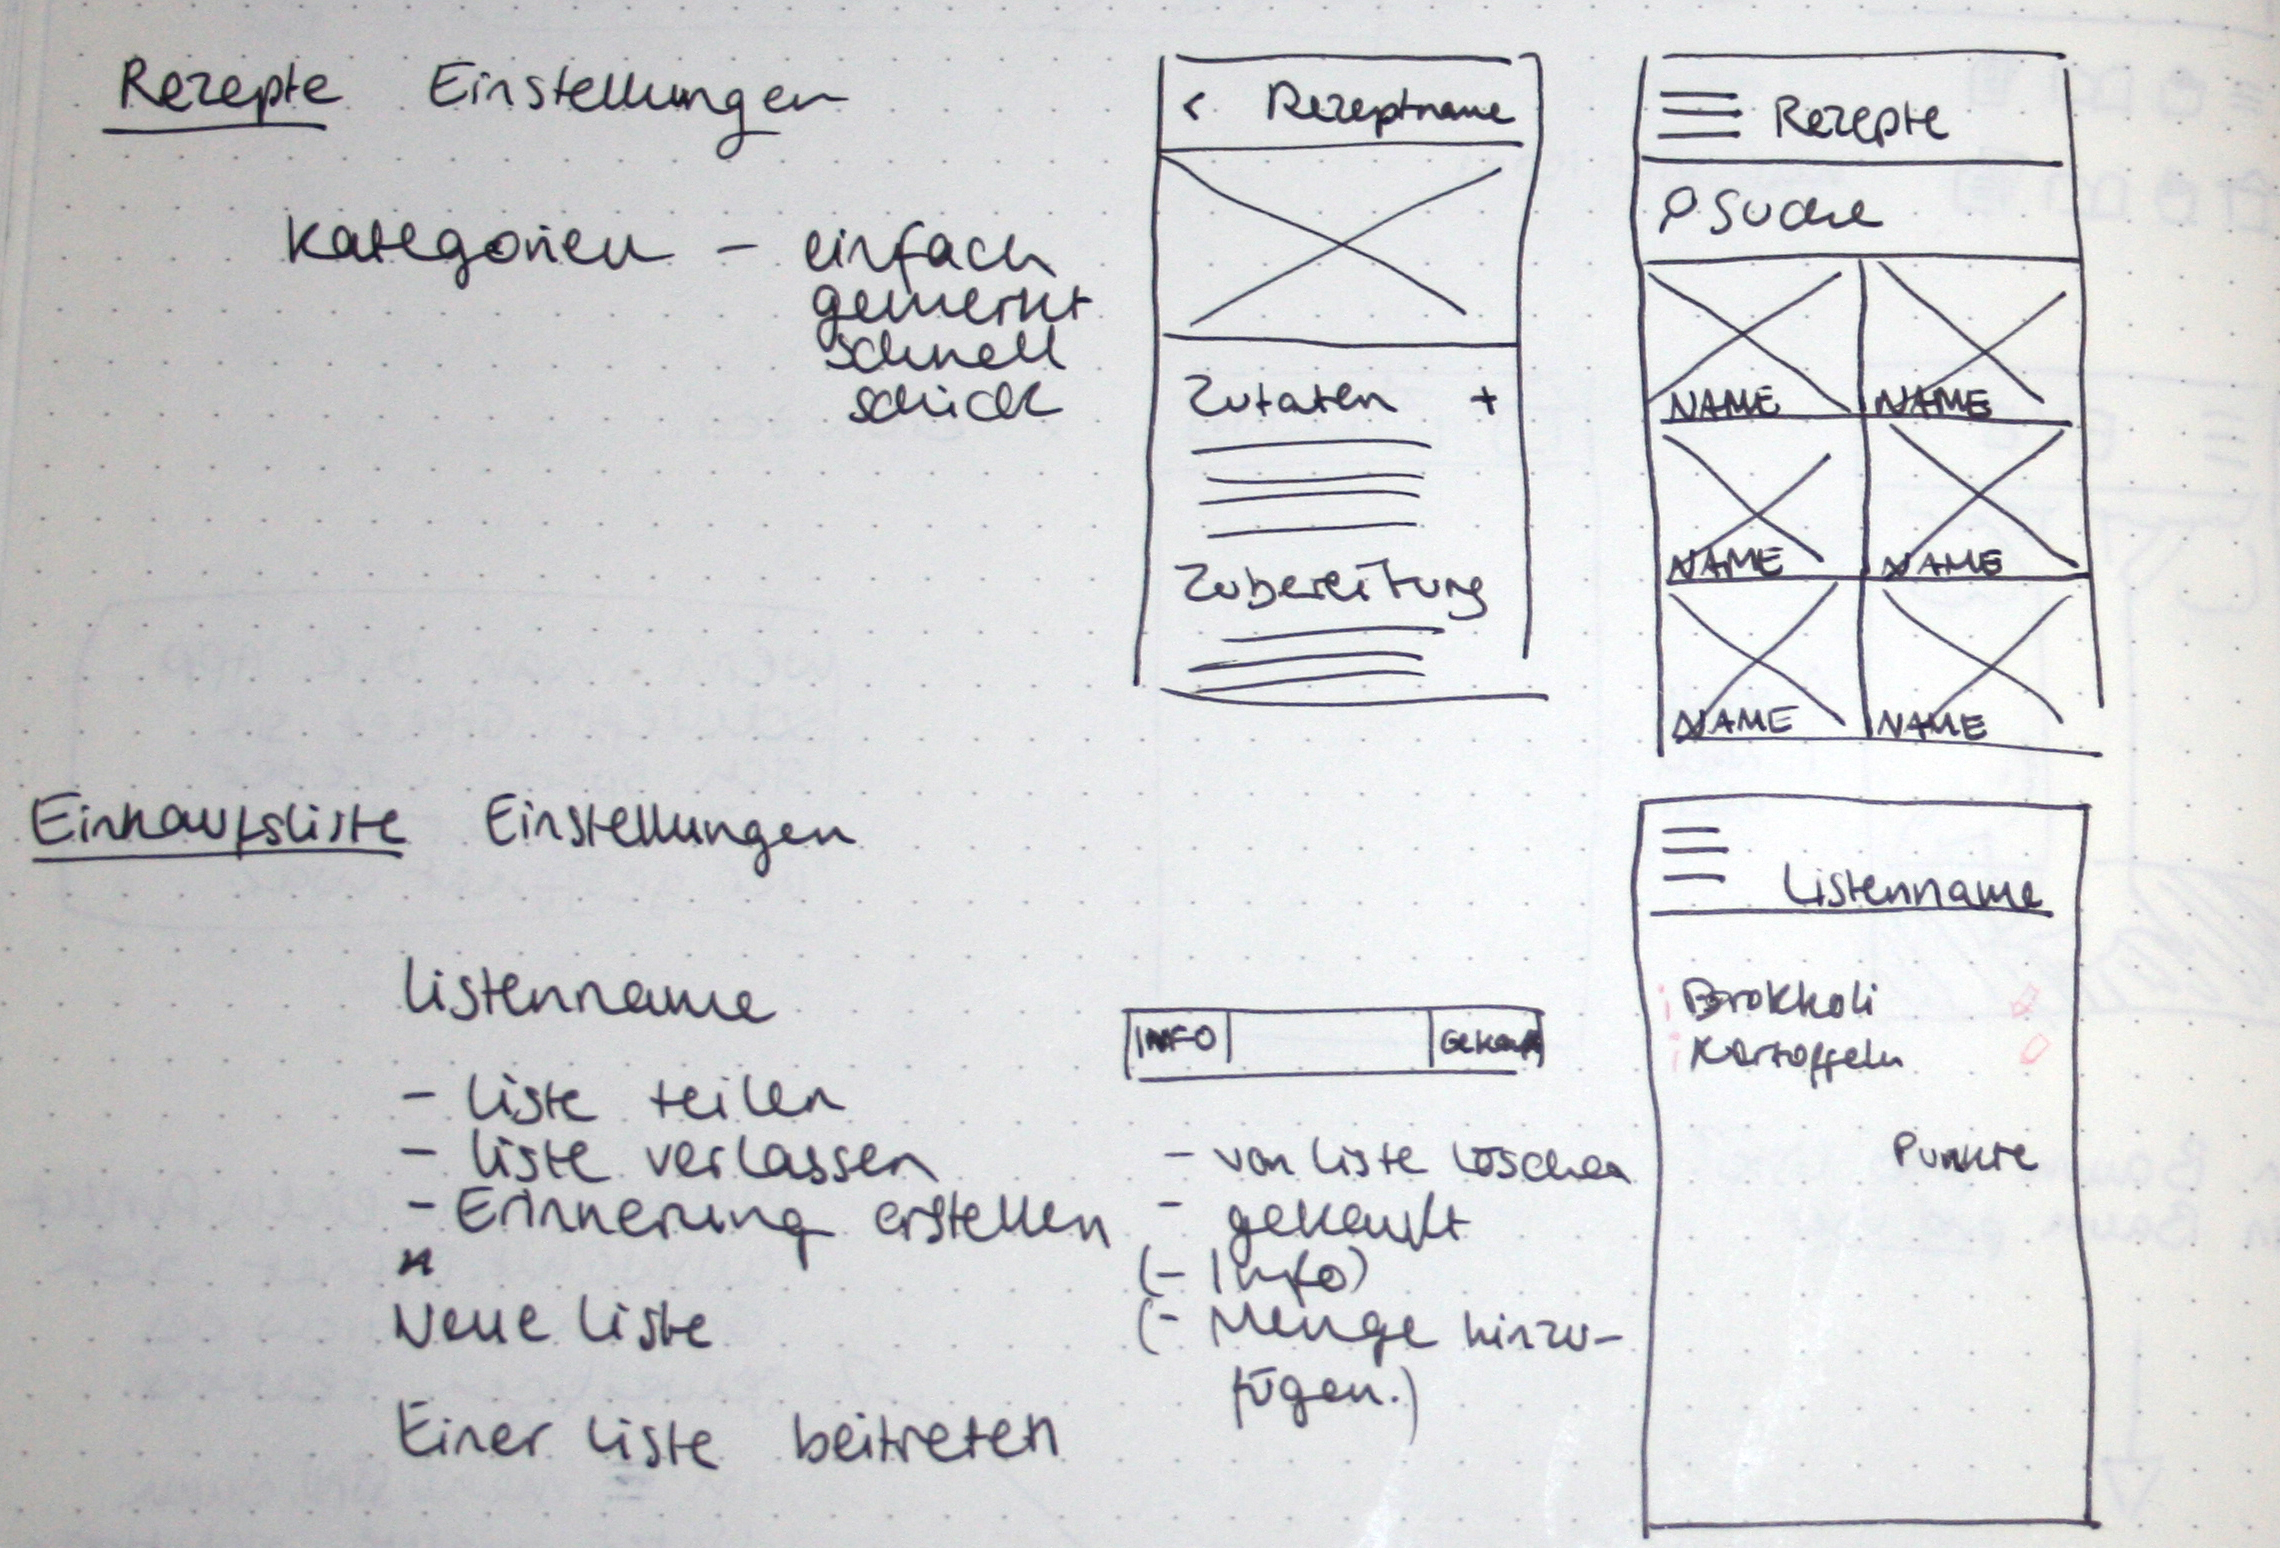 Rezepte Einstellungen
Kategorien - einfach
gemerkt
schnell
schick
< Rezeptname
Zutaten +
Zubereitung
Rezepte
Suche
NAME NAME
NAME NAME
NAME NAME
Einkaufsliste Einstellungen
Listenname
- Liste teilen
- Liste verlassen
- Erinnerung erstellen
Neue Liste
Einer Liste beitreten
INFO
- von Liste löschen
- gekauft
(- Info)
(- Menge hinzu-
fügen.)
Listenname
Brokkoli
Kartoffeln
Punkte